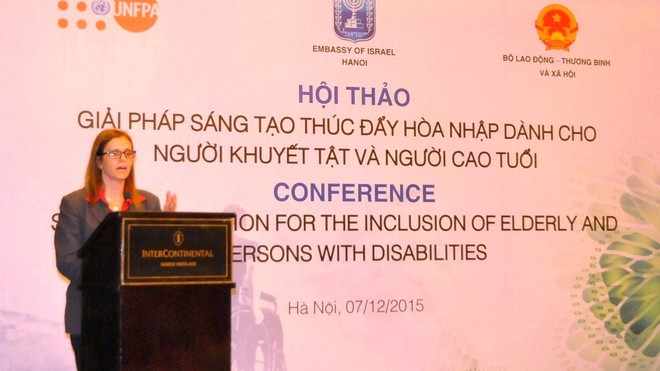 UNFPA
EMBASSY OF ISRAEL
HANOI
BỘ LAO ĐỘNG - THƯƠNG BINH
VÀ XÃ HỘI
HỘI THẢO
GIẢI PHÁP SÁNG TẠO THÚC ĐẨY HÒA NHẬP DÀNH CHO
NGƯỜI KHUYẾT TẬT VÀ NGƯỜI CAO TUỔI
CONFERENCE
S ION FOR THE INCLUSION OF ELDERLY AND
ERSONS WITH DISABILITIES
Hà Nội, 07/12/2015
INTERCONTINENTAL
HANOI WESTLAKE